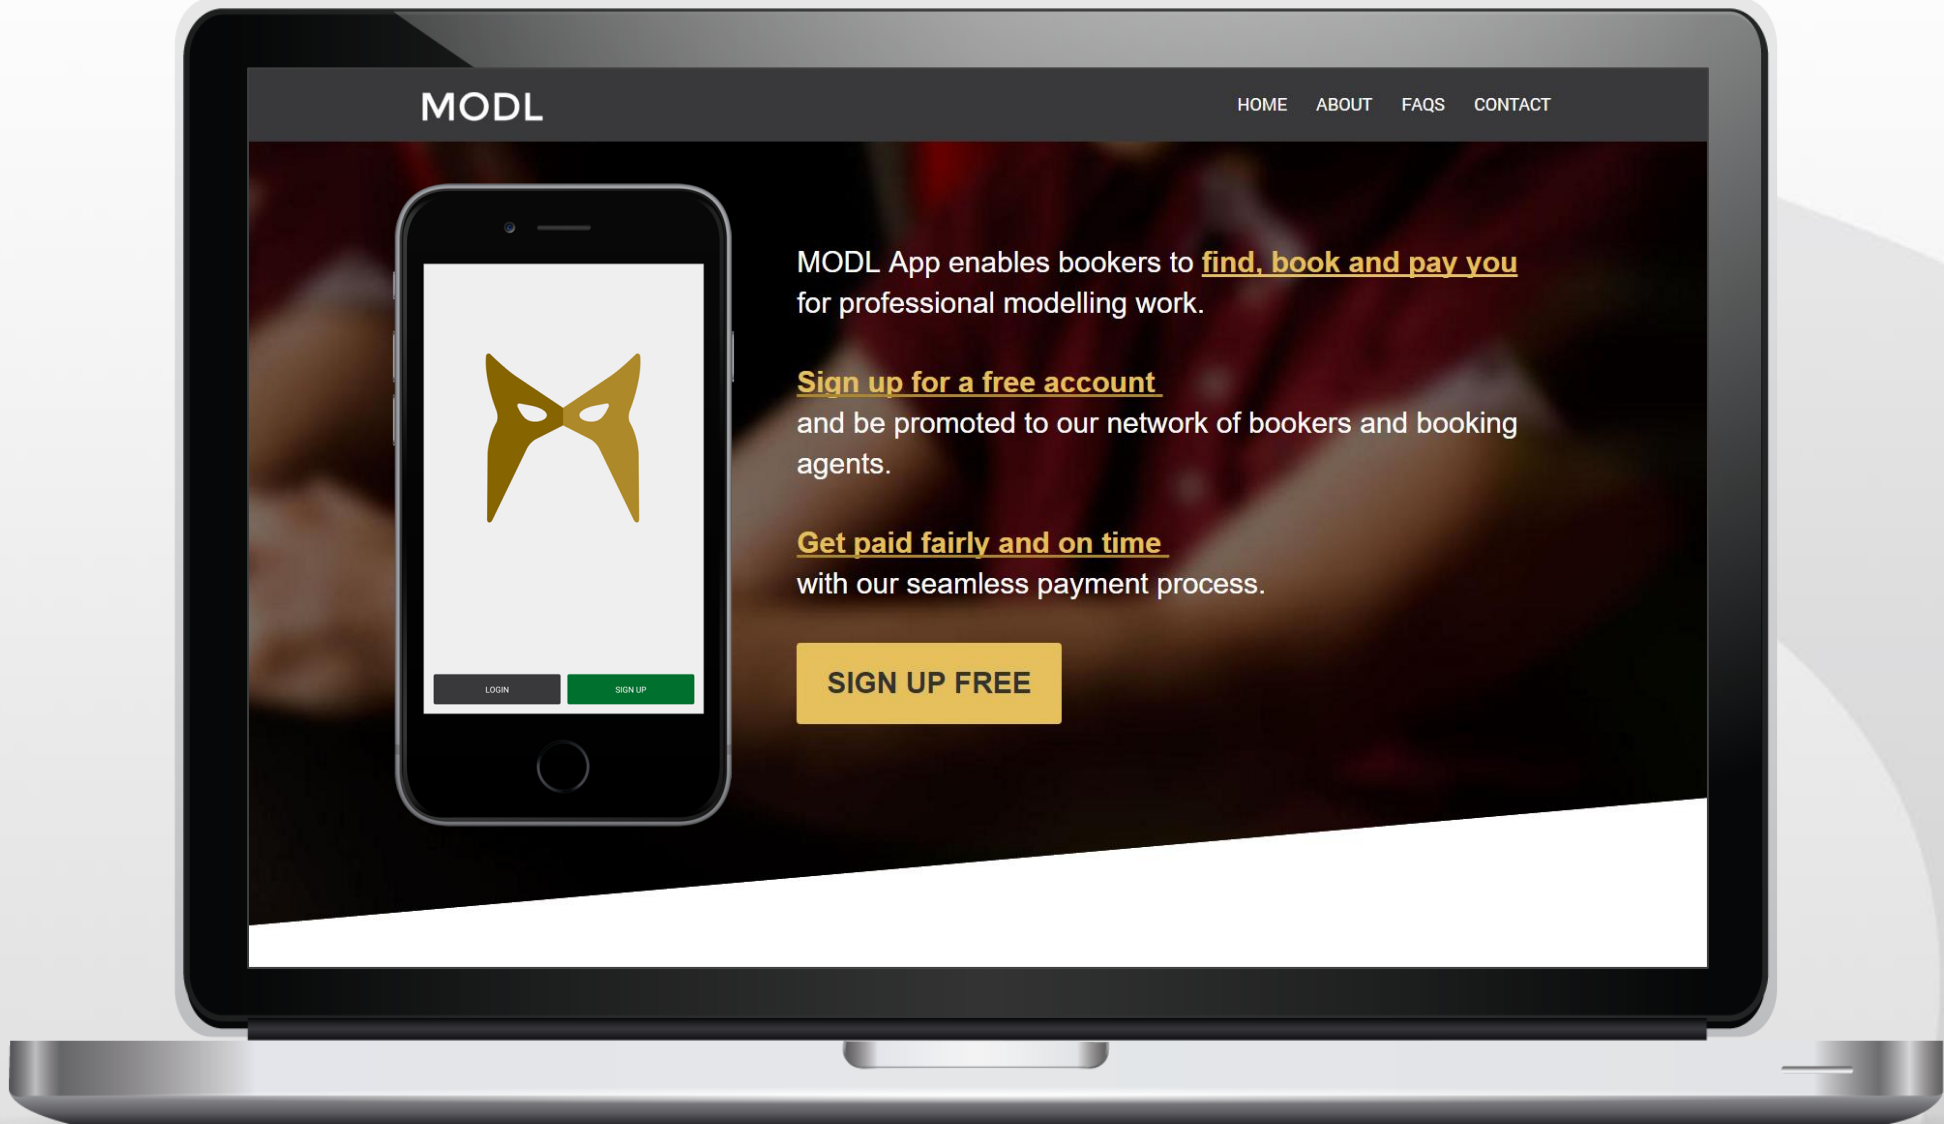 MODL
HOME ABOUT FAQS CONTACT
MODL App enables bookers to find, book and pay you
for professional modelling work.
Sign up for a free account
and be promoted to our network of bookers and booking
agents.
Get paid fairly and on time
with our seamless payment process.
SIGN UP FREE
LOGIN SIGN UP